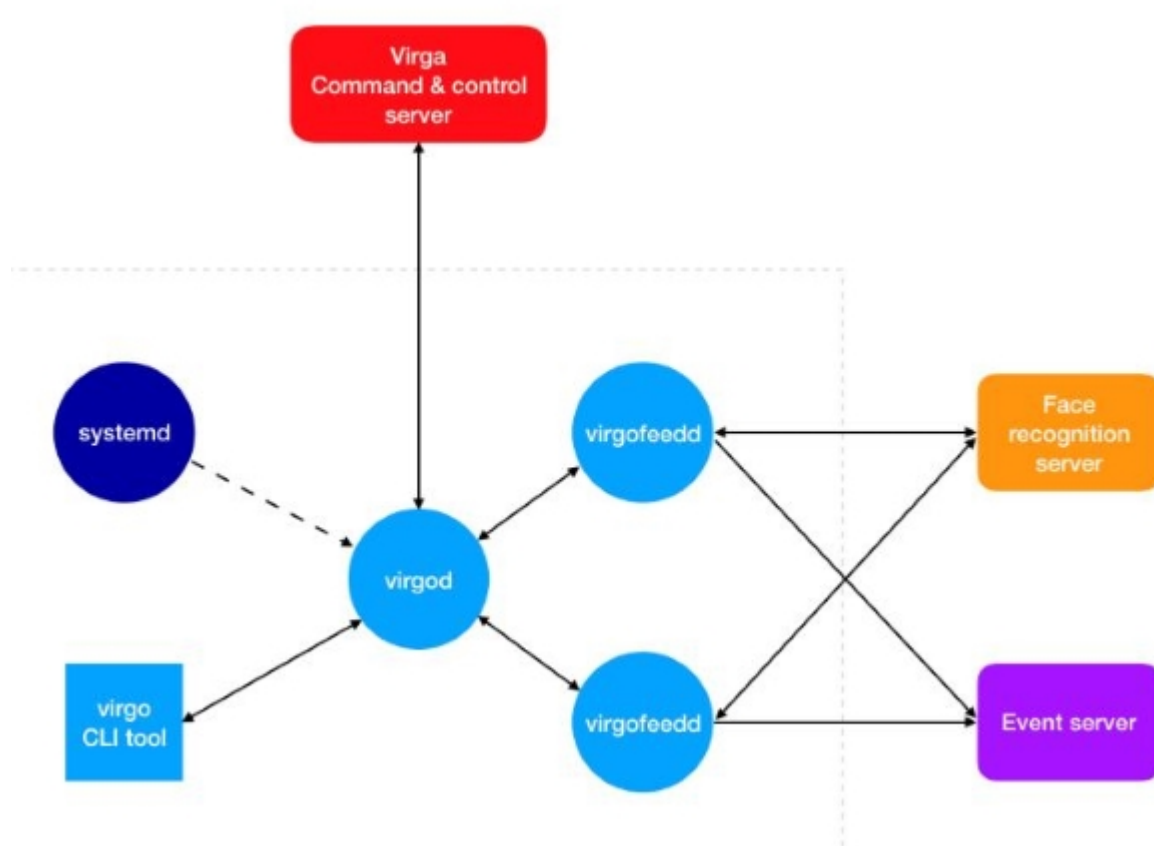 Virga
Command & control
server
systemd
virgofeedd
Face
recognition
server
virgod
virgo
CLI tool
virgofeedd
Event server